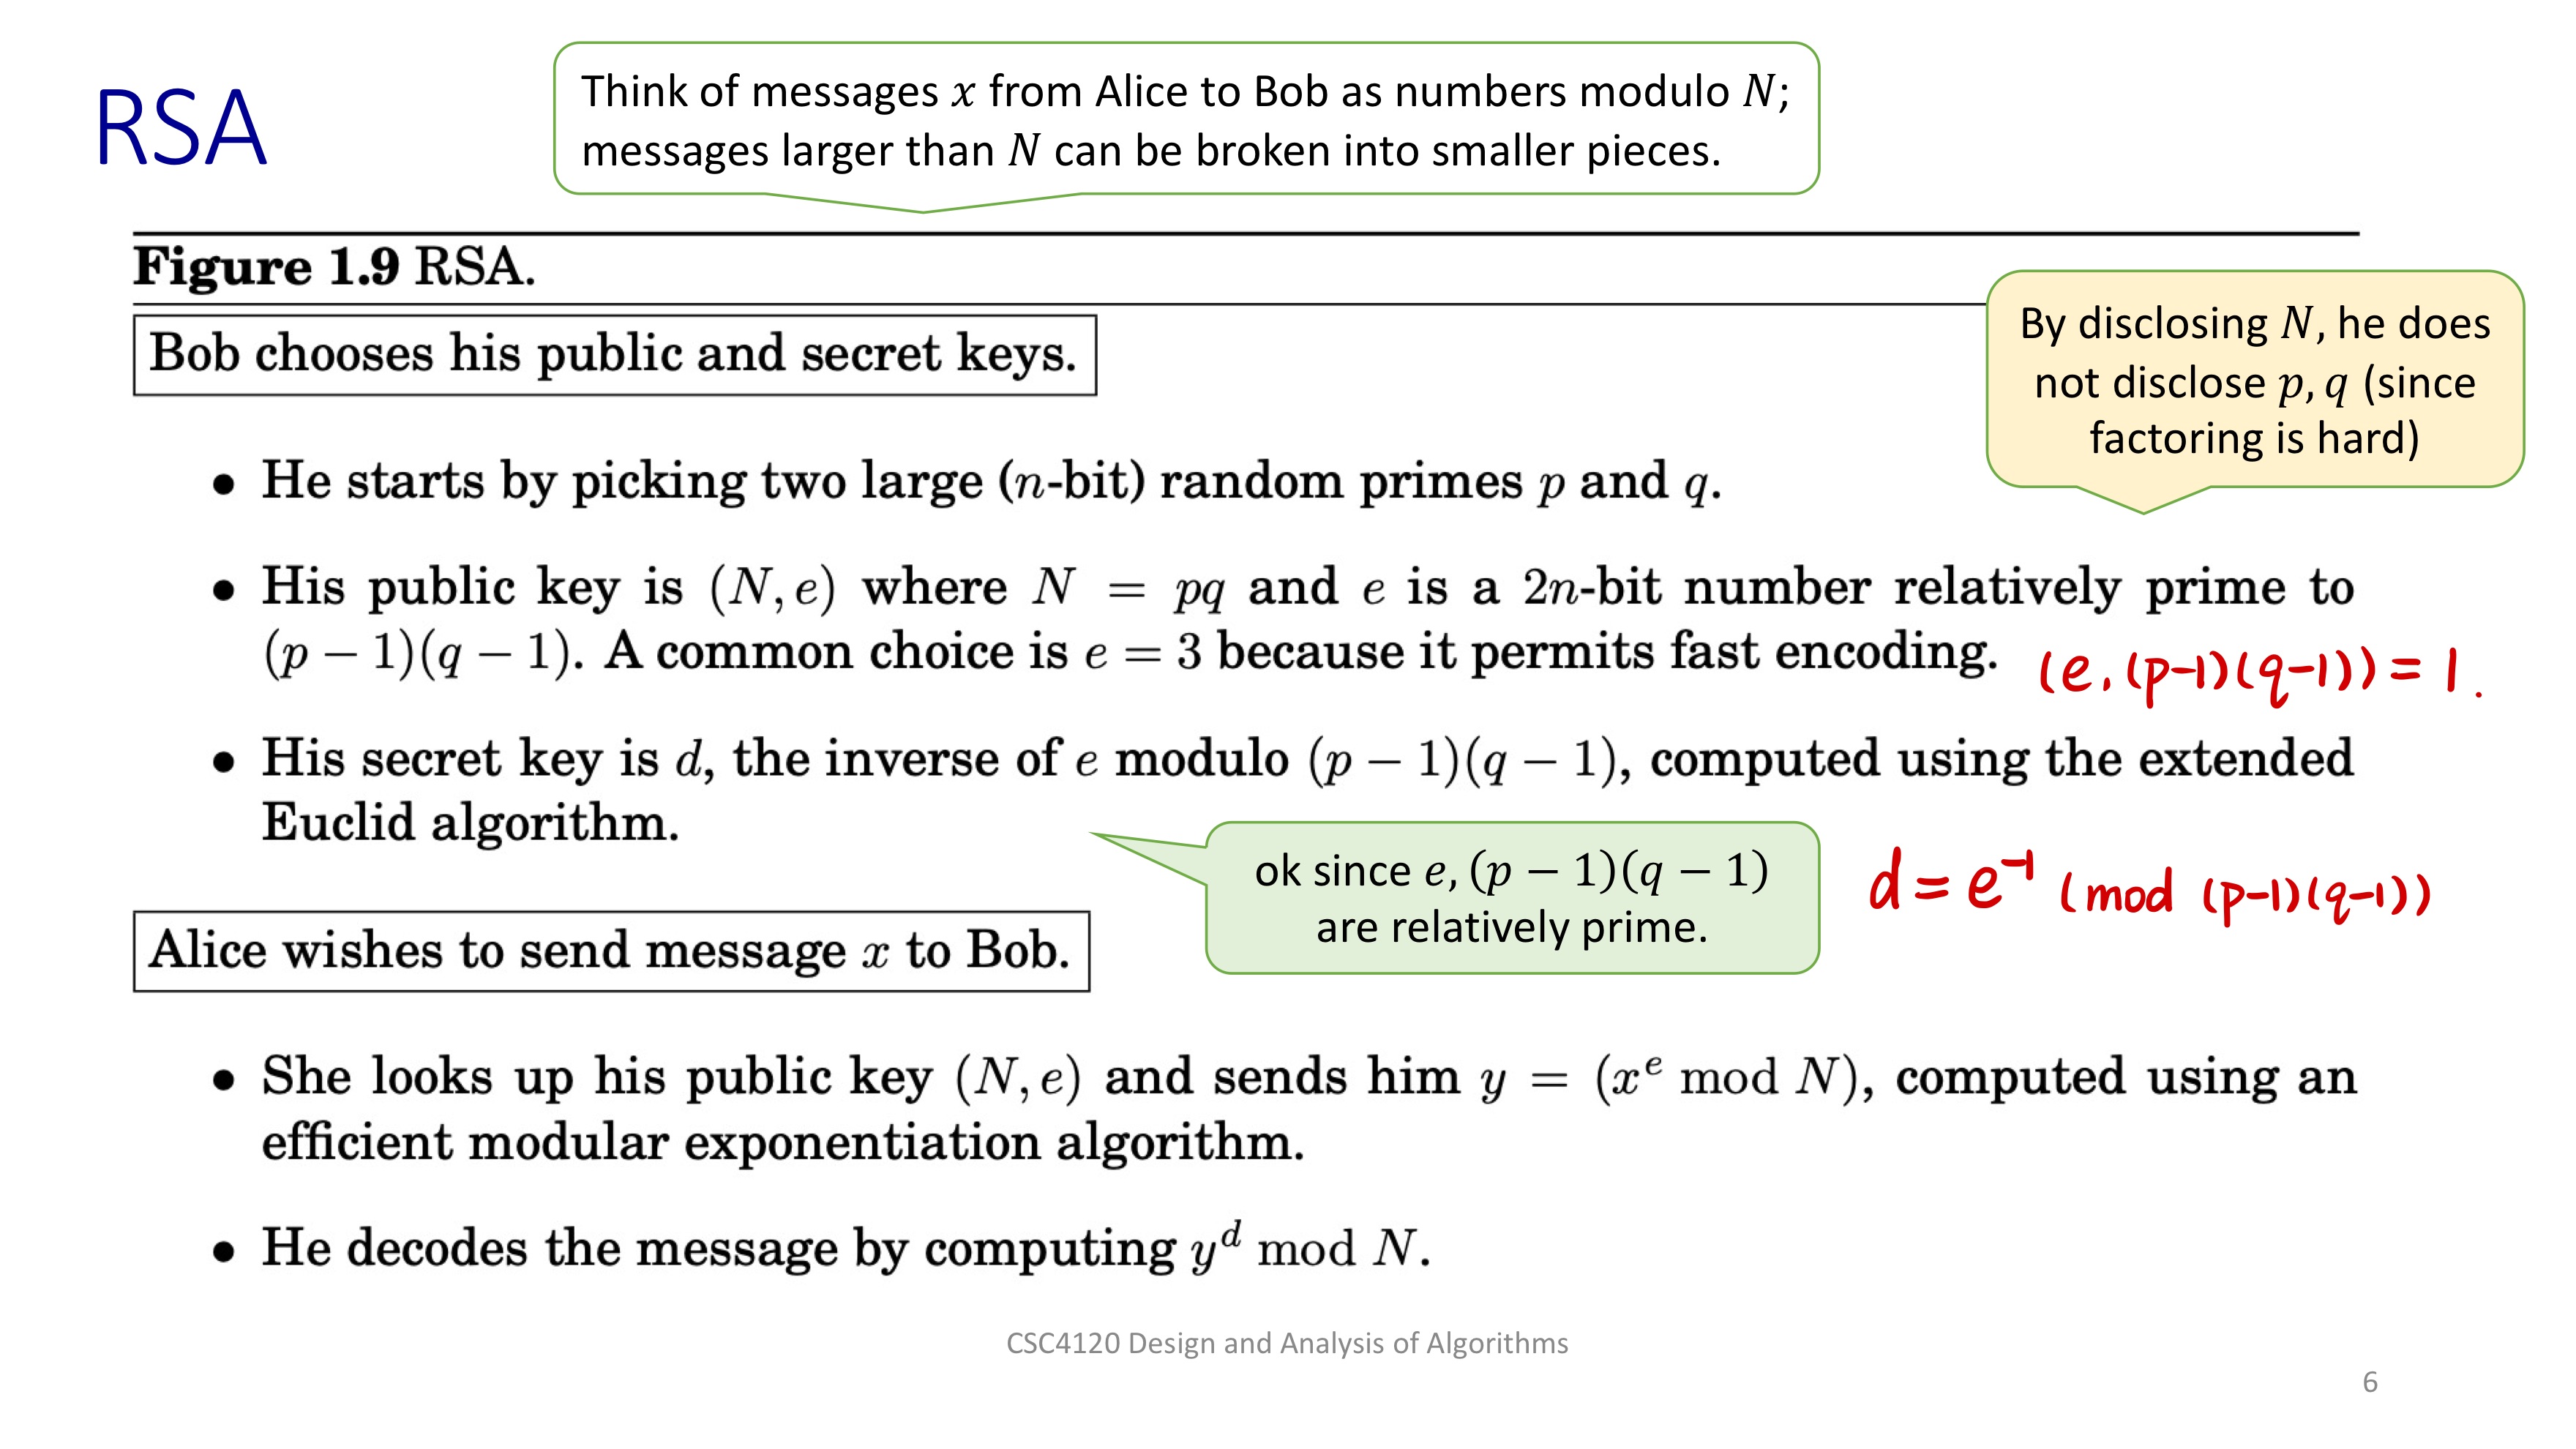 RSA
Think of messages x from Alice to Bob as numbers modulo N;
messages larger than N can be broken into smaller pieces.
Figure 1.9 RSA.
Bob chooses his public and secret keys.
By disclosing N, he does
not disclose p, q (since
factoring is hard)
• He starts by picking two large (n-bit) random primes p and q.
• His public key is (N, e) where N = pq and e is a 2n-bit number relatively prime to
(p − 1)(q − 1). A common choice is e = 3 because it permits fast encoding.
(e, (p-1)(q-1)) = 1.
• His secret key is d, the inverse of e modulo (p − 1)(q − 1), computed using the extended
Euclid algorithm.
ok since e, (p − 1)(q − 1)
are relatively prime.
d = e⁻¹ (mod (p-1)(q-1))
Alice wishes to send message x to Bob.
• She looks up his public key (N, e) and sends him y = (xᵉ mod N), computed using an
efficient modular exponentiation algorithm.
• He decodes the message by computing yᵈ mod N.
CSC4120 Design and Analysis of Algorithms
6